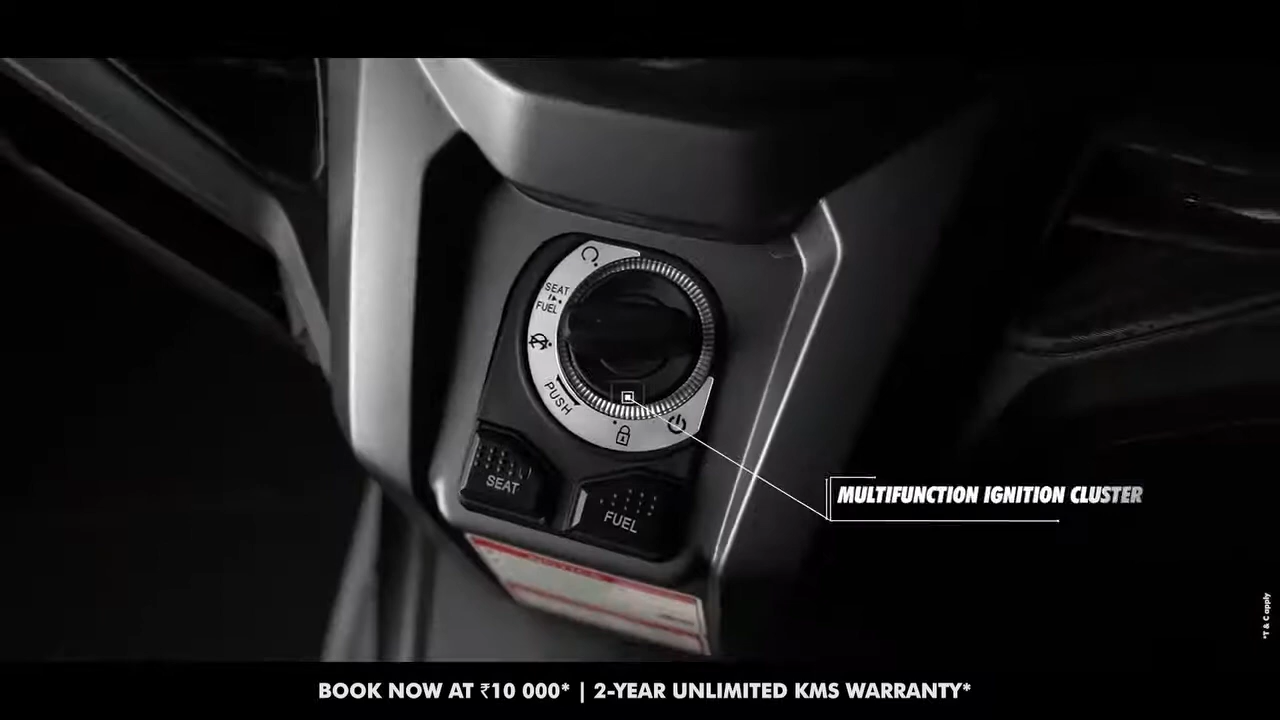 SEAT
FUEL
PUSH
SEAT
FUEL
MULTIFUNCTION IGNITION CLUSTER
*T & C apply
BOOK NOW AT ₹10 000* | 2-YEAR UNLIMITED KMS WARRANTY*